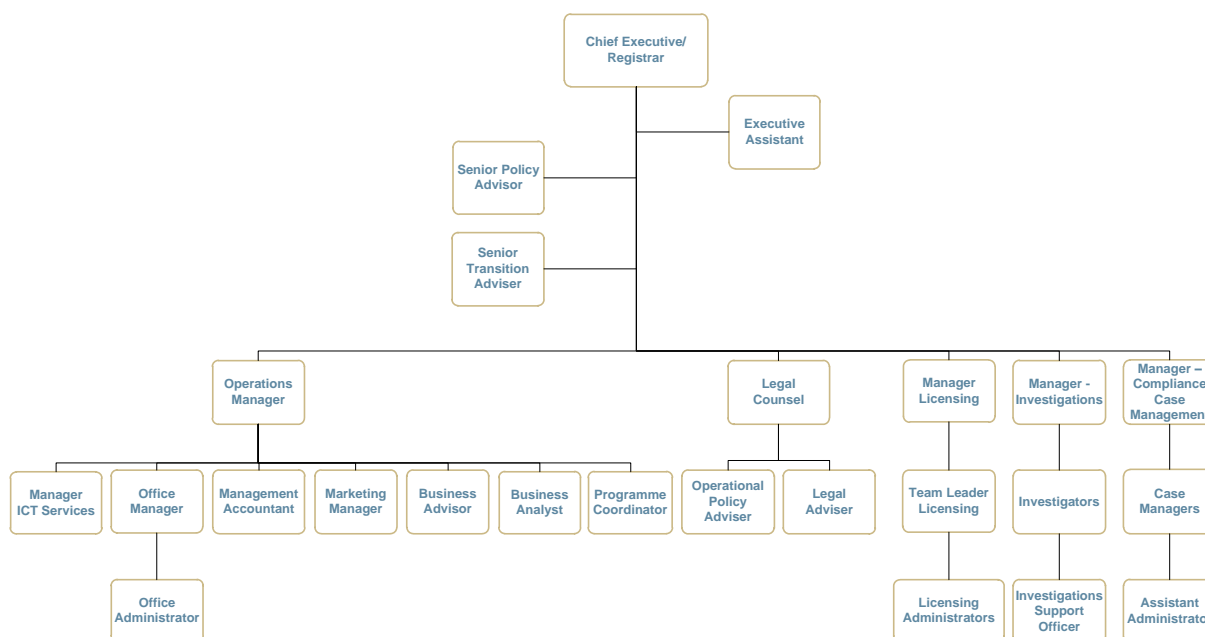 Chief Executive/
Registrar
Executive
Assistant
Senior Policy
Advisor
Senior
Transition
Adviser
Operations
Manager
Legal
Counsel
Manager
Licensing
Manager -
Investigations
Manager –
Compliance
Case
Management
Manager
ICT Services
Office
Manager
Management
Accountant
Marketing
Manager
Business
Advisor
Business
Analyst
Programme
Coordinator
Operational
Policy
Adviser
Legal
Adviser
Team Leader
Licensing
Investigators
Case
Managers
Office
Administrator
Licensing
Administrators
Investigations
Support
Officer
Assistant
Administrator